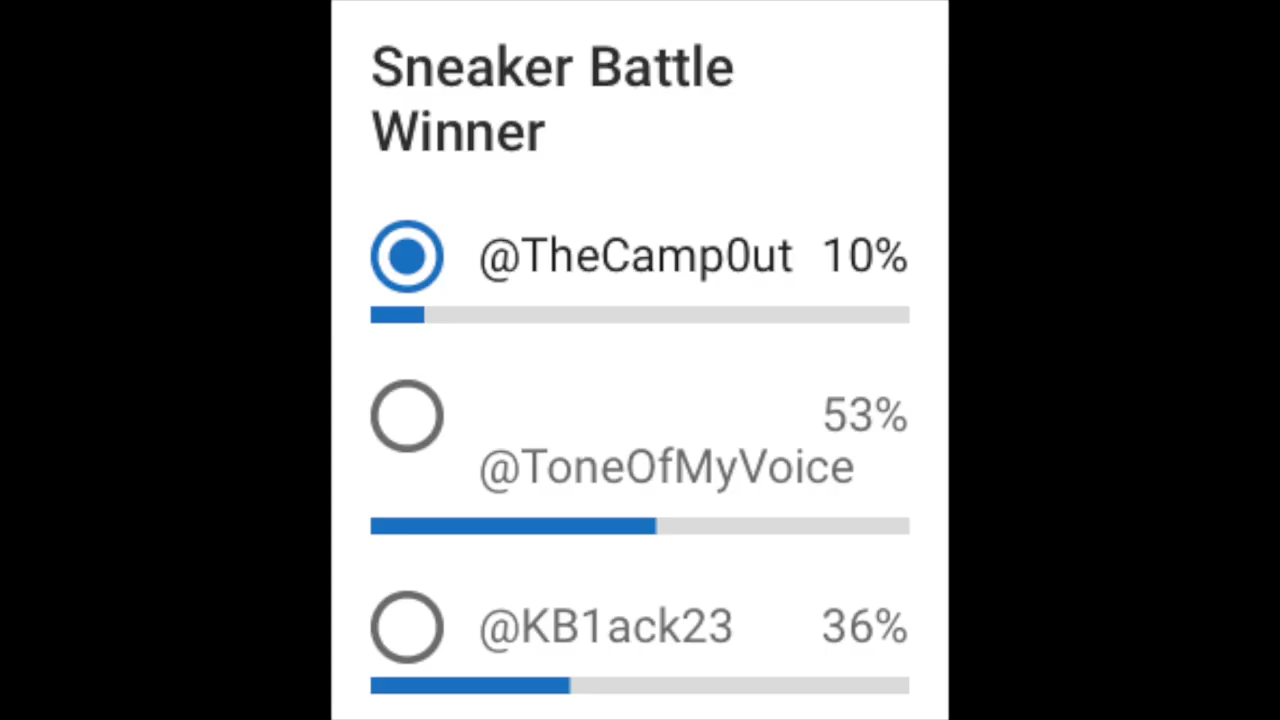 Sneaker Battle
Winner
@TheCamp0ut 10%
53%
@ToneOfMyVoice
@KB1ack23 36%